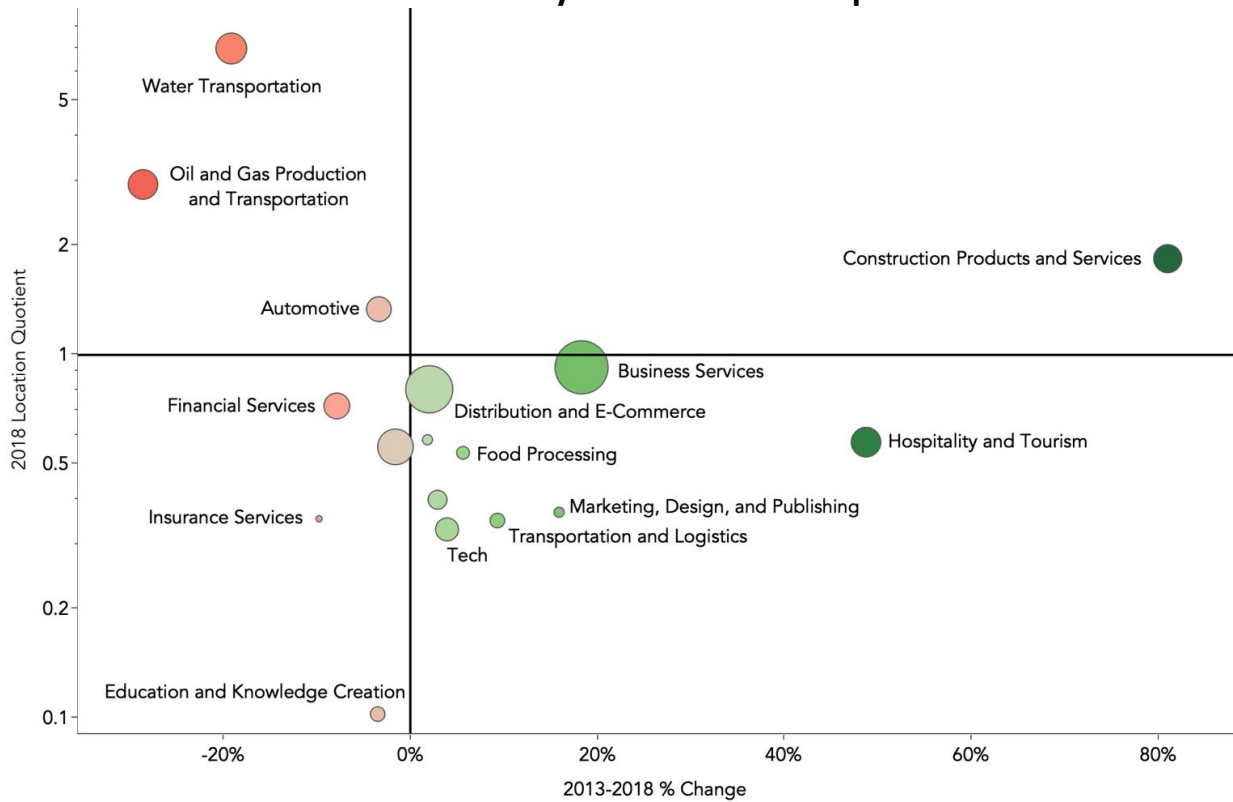 Water Transportation
5
Oil and Gas Production
and Transportation
2
Construction Products and Services
Automotive
1
Business Services
Financial Services
Distribution and E-Commerce
Hospitality and Tourism
Food Processing
0.5
Marketing, Design, and Publishing
Insurance Services
Transportation and Logistics
Tech
0.2
Education and Knowledge Creation
0.1
2018 Location Quotient
-20%
0%
20%
40%
60%
80%
2013-2018 % Change